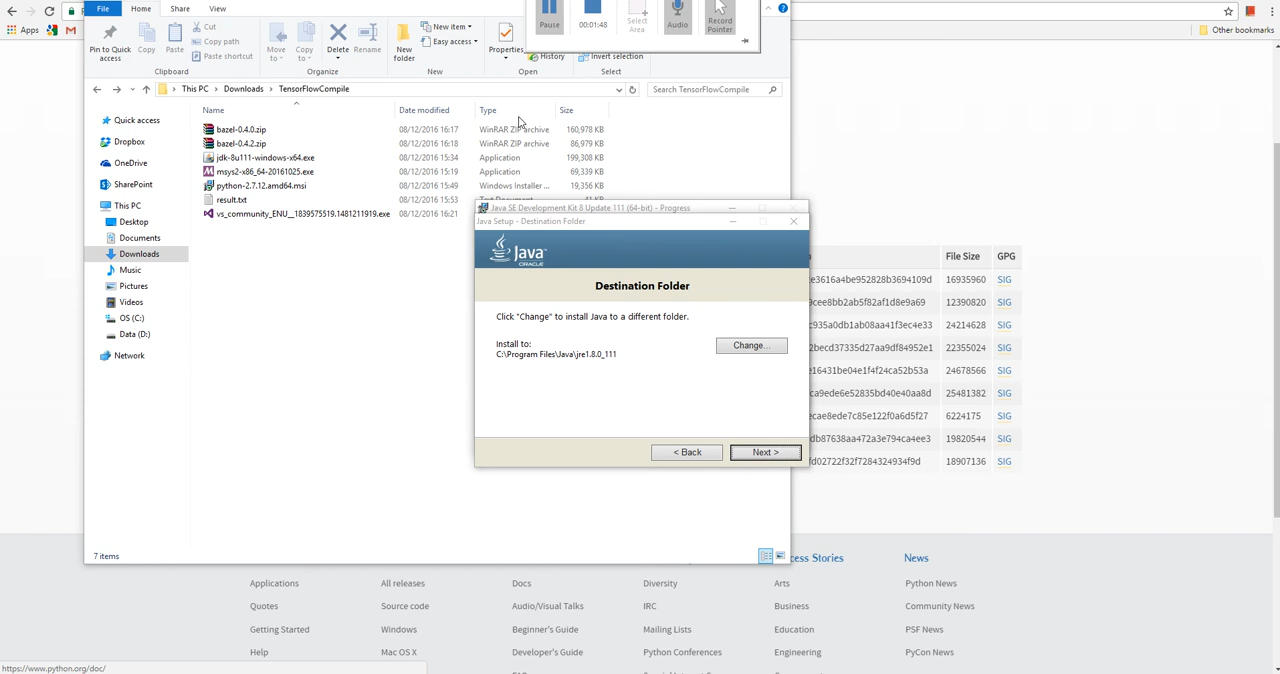 File Home Share View
Pin to Quick access
Copy
Paste
Cut
Copy path
Paste shortcut
Move to
Copy to
Delete
Rename
New folder
New item
Easy access
Properties
History
Invert selection
Clipboard Organize New Open Select
Pause
00:01:48
Select Area
Audio
Record Pointer
Apps
Other bookmarks
This PC Downloads TensorFlowCompile
Search TensorFlowCompile
Name Date modified Type Size
bazel-0.4.0.zip 08/12/2016 16:17 WinRAR ZIP archive 160,978 KB
bazel-0.4.2.zip 08/12/2016 16:18 WinRAR ZIP archive 86,979 KB
jdk-8u111-windows-x64.exe 08/12/2016 15:34 Application 199,308 KB
msys2-x86_64-20161025.exe 08/12/2016 15:19 Application 69,339 KB
python-2.7.12.amd64.msi 08/12/2016 15:49 Windows Installer ... 19,356 KB
result.txt 08/12/2016 15:53
vs_community_ENU__1839575519.1481211919.exe 08/12/2016 16:21
Quick access
Dropbox
OneDrive
SharePoint
This PC
Desktop
Documents
Downloads
Music
Pictures
Videos
OS (C:)
Data (D:)
Network
7 items
Java SE Development Kit 8 Update 111 (64-bit) - Progress
Java Setup - Destination Folder
Java
ORACLE
Destination Folder
Click "Change" to install Java to a different folder.
Install to:
C:\Program Files\Java\jre1.8.0_111
Change...
< Back
Next >
File Size GPG
e3616a4be952828b3694109d 16935960 SIG
9cee8bb2ab5f82af1d8e9a69 12390820 SIG
c935a0db1ab08aa41f3ec4e33 24214628 SIG
2becd37335d27aa9df84952e1 22355024 SIG
16431be04e1f4f24ca52b53a 24678566 SIG
ca9ede6e52835bd40e40aa8d 25481382 SIG
ecae8ede7c85e122f0a6d5f27 6224175 SIG
db87638aa472a3e794ca4ee3 19820544 SIG
fd02722f32f7284324934f9d 18907136 SIG
cess Stories News
Applications All releases Docs Diversity Arts Python News
Quotes Source code Audio/Visual Talks IRC Business Community News
Getting Started Windows Beginner's Guide Mailing Lists Education PSF News
Help Mac OS X Developer's Guide Python Conferences Engineering PyCon News
https://www.python.org/doc/